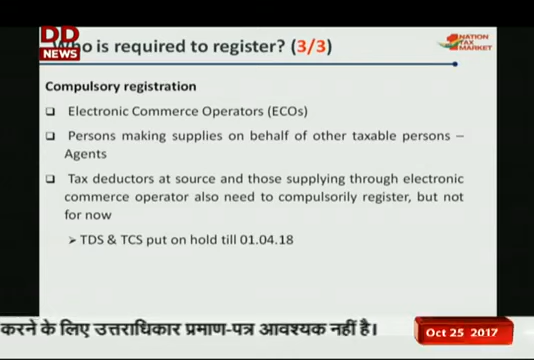 DD
NEWS
Who is required to register? (3/3)
NATION
TAX
MARKET
Compulsory registration
❑ Electronic Commerce Operators (ECOs)
❑ Persons making supplies on behalf of other taxable persons –
Agents
❑ Tax deductors at source and those supplying through electronic
commerce operator also need to compulsorily register, but not
for now
➢ TDS & TCS put on hold till 01.04.18
करने के लिए उत्तराधिकार प्रमाण-पत्र आवश्यक नहीं है।
Oct 25 2017